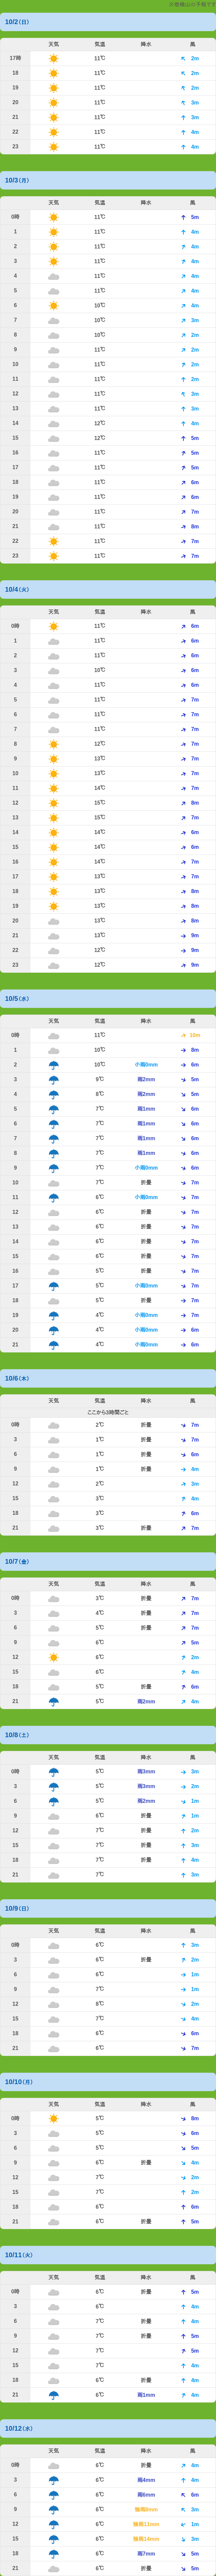 ※槍穂山の予報です
10/2(日)
天気 気温 降水 風
17時 11℃ 2m
18 11℃ 2m
19 11℃ 2m
20 11℃ 3m
21 11℃ 3m
22 11℃ 4m
23 11℃ 4m
10/3(月)
天気 気温 降水 風
0時 11℃ 5m
1 11℃ 4m
2 11℃ 4m
3 11℃ 4m
4 11℃ 4m
5 11℃ 4m
6 10℃ 4m
7 10℃ 3m
8 10℃ 2m
9 11℃ 2m
10 11℃ 2m
11 11℃ 2m
12 11℃ 3m
13 11℃ 3m
14 12℃ 4m
15 12℃ 5m
16 11℃ 5m
17 11℃ 5m
18 11℃ 6m
19 11℃ 6m
20 11℃ 7m
21 11℃ 8m
22 11℃ 7m
23 11℃ 7m
10/4(火)
天気 気温 降水 風
0時 11℃ 6m
1 11℃ 6m
2 11℃ 6m
3 10℃ 6m
4 11℃ 6m
5 11℃ 7m
6 11℃ 7m
7 11℃ 7m
8 12℃ 7m
9 13℃ 7m
10 13℃ 7m
11 14℃ 7m
12 15℃ 8m
13 15℃ 7m
14 14℃ 6m
15 14℃ 6m
16 14℃ 7m
17 13℃ 7m
18 13℃ 8m
19 13℃ 8m
20 13℃ 8m
21 13℃ 9m
22 12℃ 9m
23 12℃ 9m
10/5(水)
天気 気温 降水 風
0時 11℃ 10m
1 10℃ 8m
2 10℃ 小雨0mm 6m
3 9℃ 雨2mm 5m
4 8℃ 雨2mm 5m
5 7℃ 雨1mm 6m
6 7℃ 雨1mm 6m
7 7℃ 雨1mm 6m
8 7℃ 雨1mm 6m
9 7℃ 小雨0mm 6m
10 7℃ 折畳 7m
11 6℃ 小雨0mm 7m
12 6℃ 折畳 7m
13 6℃ 折畳 7m
14 6℃ 折畳 7m
15 6℃ 折畳 7m
16 5℃ 折畳 7m
17 5℃ 小雨0mm 7m
18 5℃ 折畳 7m
19 4℃ 小雨0mm 7m
20 4℃ 小雨0mm 6m
21 4℃ 小雨0mm 6m
10/6(木)
天気 気温 降水 風
ここから3時間ごと
0時 2℃ 折畳 7m
3 1℃ 折畳 7m
6 1℃ 折畳 6m
9 1℃ 折畳 4m
12 2℃ 3m
15 3℃ 4m
18 3℃ 6m
21 3℃ 折畳 7m
10/7(金)
天気 気温 降水 風
0時 3℃ 折畳 7m
3 4℃ 折畳 7m
6 5℃ 折畳 7m
9 6℃ 5m
12 6℃ 2m
15 6℃ 4m
18 5℃ 折畳 6m
21 5℃ 雨2mm 4m
10/8(土)
天気 気温 降水 風
0時 5℃ 雨3mm 3m
3 5℃ 雨3mm 2m
6 5℃ 雨2mm 1m
9 6℃ 折畳 1m
12 7℃ 折畳 2m
15 7℃ 折畳 3m
18 7℃ 折畳 4m
21 7℃ 3m
10/9(日)
天気 気温 降水 風
0時 6℃ 3m
3 6℃ 折畳 2m
6 6℃ 1m
9 7℃ 1m
12 8℃ 2m
15 7℃ 4m
18 6℃ 6m
21 6℃ 7m
10/10(月)
天気 気温 降水 風
0時 5℃ 8m
3 5℃ 6m
6 5℃ 5m
9 6℃ 折畳 4m
12 7℃ 2m
15 7℃ 2m
18 6℃ 6m
21 6℃ 折畳 5m
10/11(火)
天気 気温 降水 風
0時 6℃ 折畳 5m
3 6℃ 4m
6 7℃ 折畳 4m
9 7℃ 折畳 5m
12 7℃ 5m
15 7℃ 4m
18 6℃ 折畳 4m
21 6℃ 雨1mm 4m
10/12(水)
天気 気温 降水 風
0時 6℃ 折畳 4m
3 6℃ 雨4mm 4m
6 6℃ 雨6mm 6m
9 6℃ 強雨8mm 3m
12 6℃ 強雨11mm 1m
15 6℃ 強雨14mm 3m
18 5℃ 雨7mm 5m
21 6℃ 折畳 5m